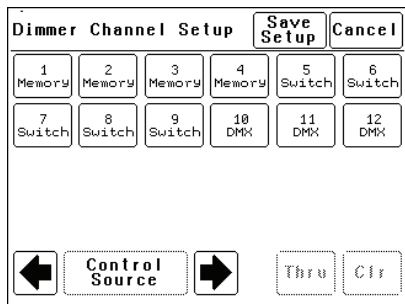 Dimmer Channel Setup Save Setup Cancel
1 2 3 4 5 6
Memory Memory Memory Memory Switch Switch
7 8 9 10 11 12
Switch Switch Switch DMX DMX DMX
Control Source Thru Clr